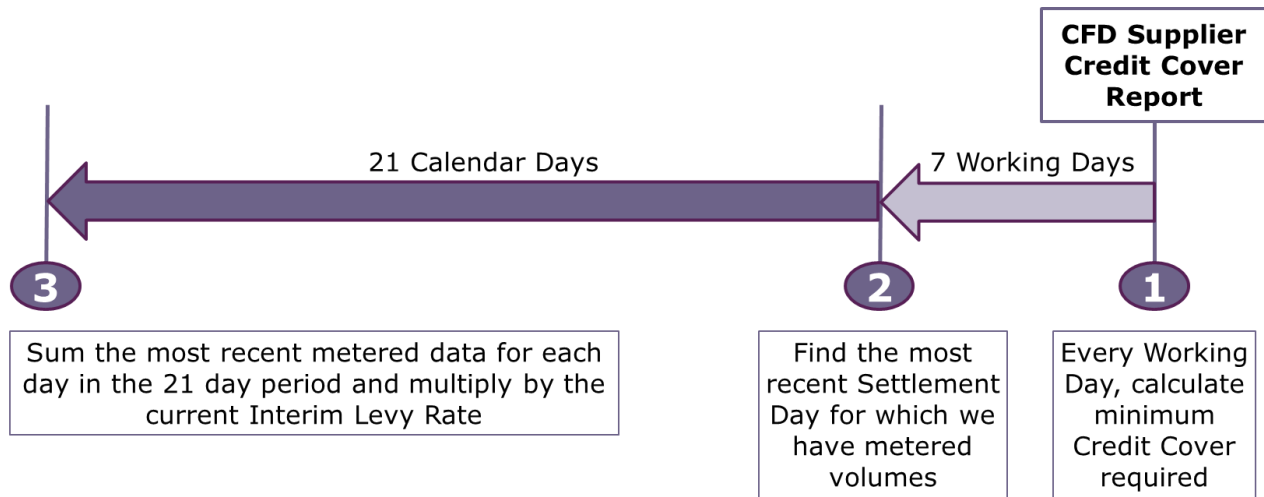 CFD Supplier
Credit Cover
Report
21 Calendar Days
7 Working Days
3
2
1
Sum the most recent metered data for each
day in the 21 day period and multiply by the
current Interim Levy Rate
Find the most
recent Settlement
Day for which we
have metered
volumes
Every Working
Day, calculate
minimum
Credit Cover
required